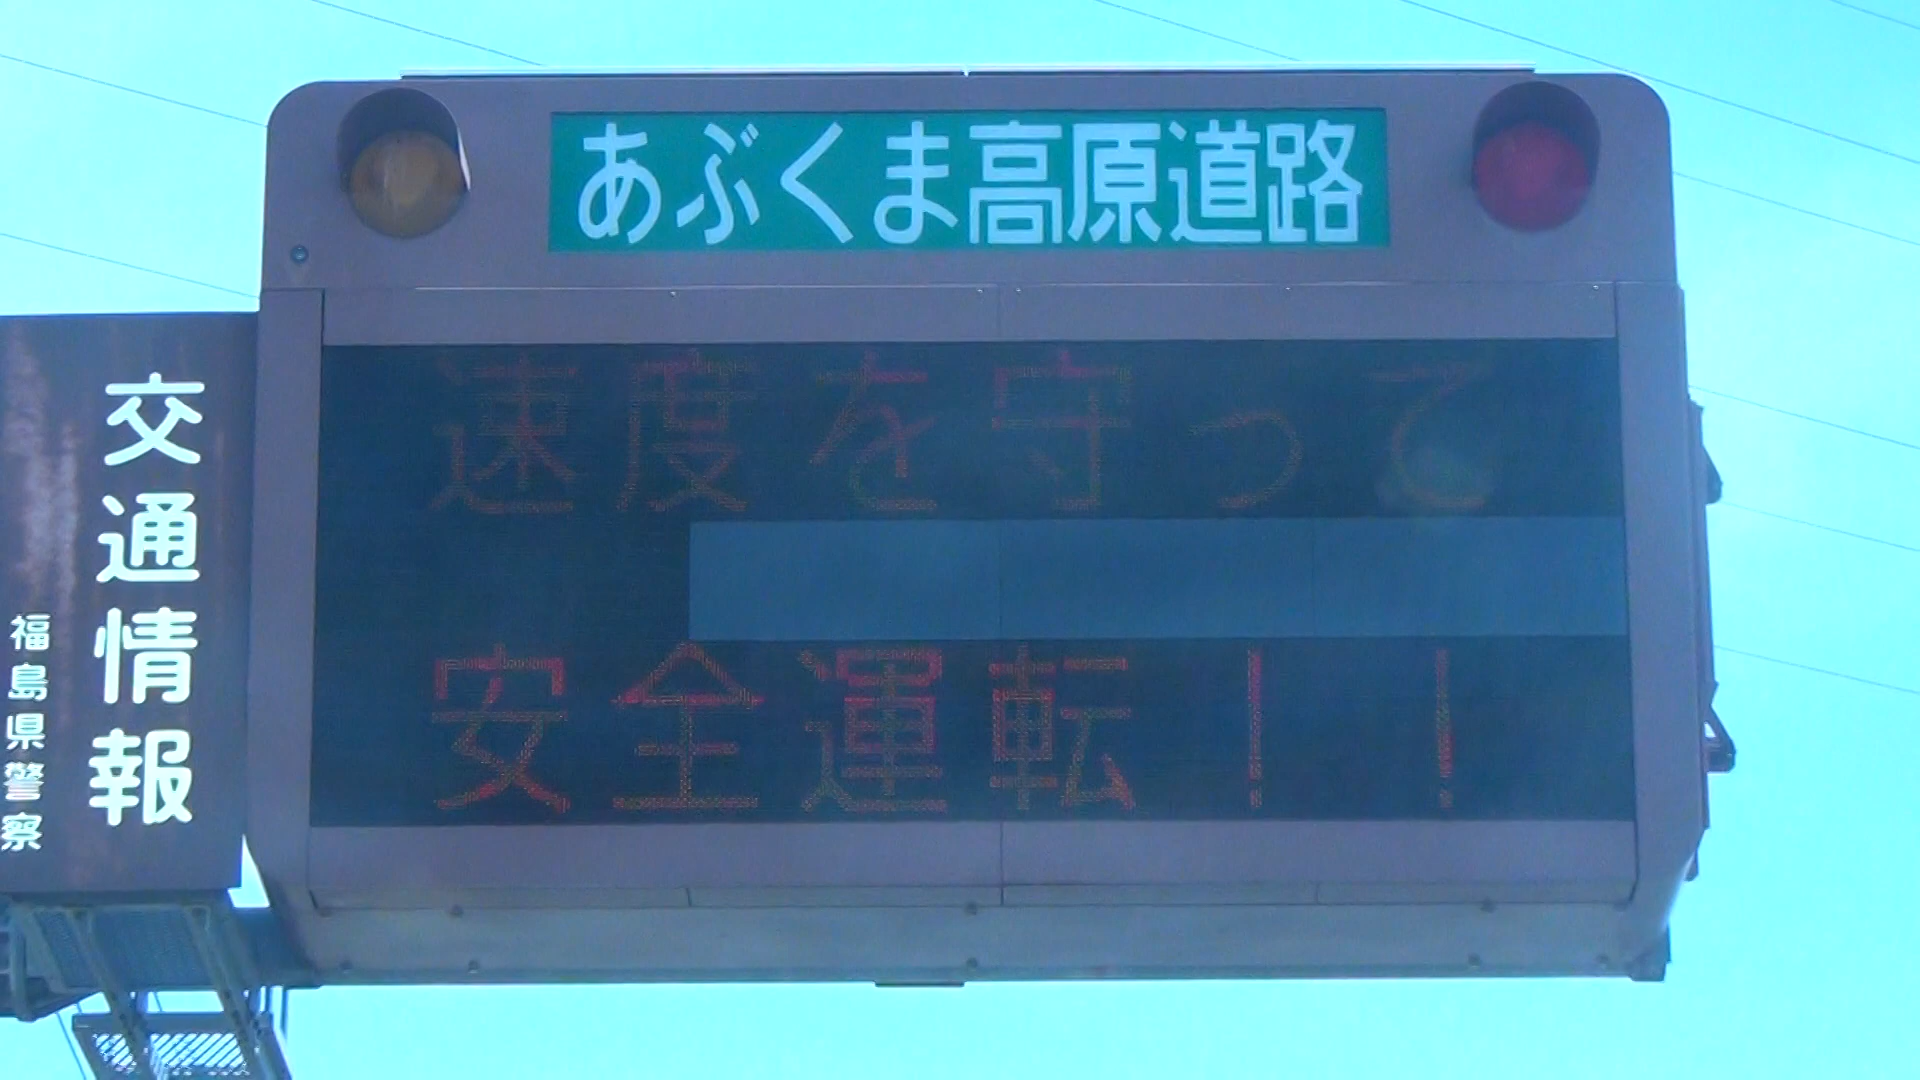 あぶくま高原道路
速度を守って
安全運転！！
交通情報
福島県警察